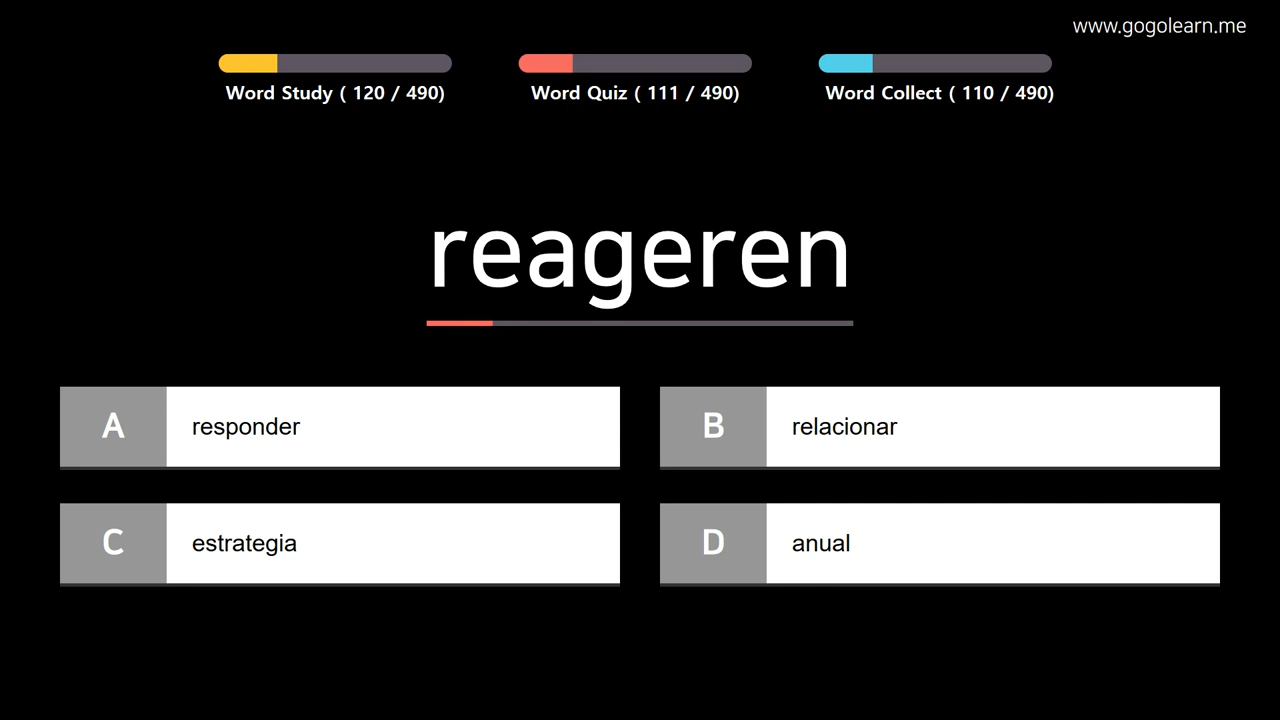 www.gogolearn.me
Word Study ( 120 / 490)
Word Quiz ( 111 / 490)
Word Collect ( 110 / 490)
reageren
A responder
B relacionar
C estrategia
D anual